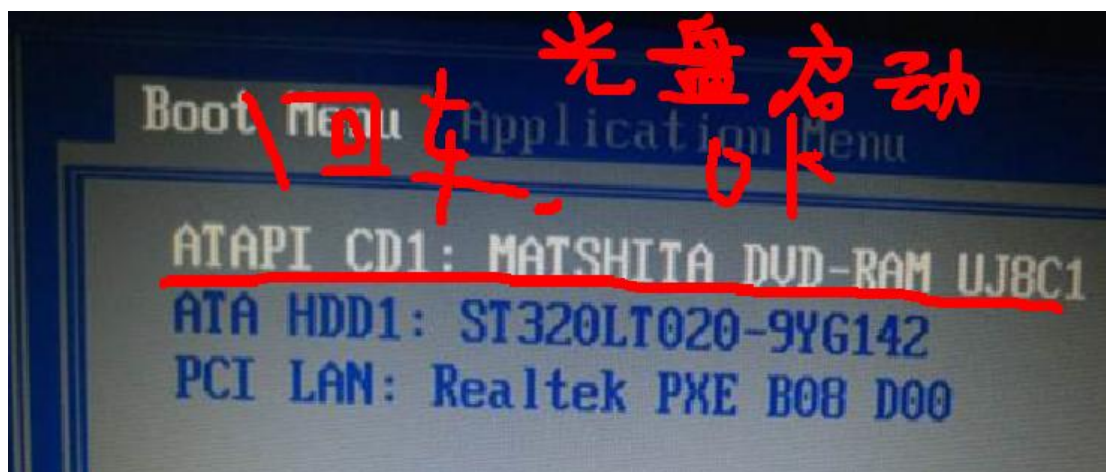 光盘启动
Boot Menu Application Menu
\回车. ok
ATAPI CD1: MATSHITA DVD-RAM UJ8C1
ATA HDD1: ST320LT020-9YG142
PCI LAN: Realtek PXE B08 D00